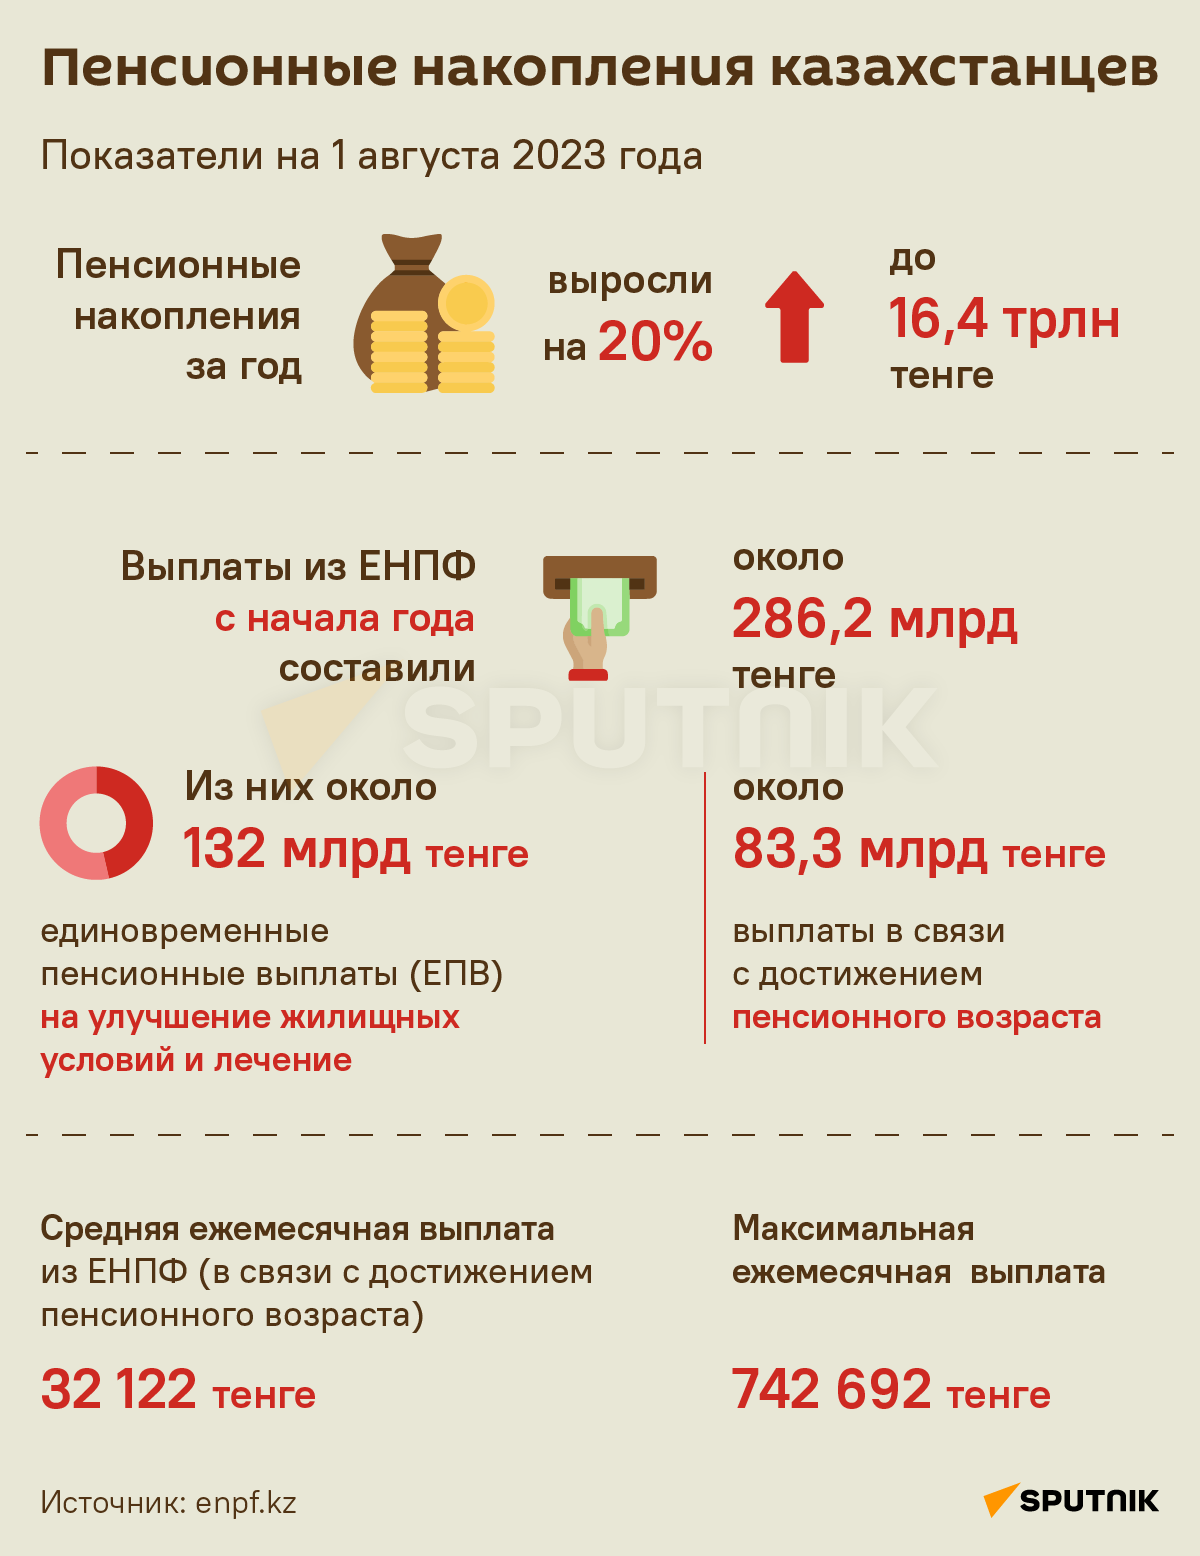 Пенсионные накопления казахстанцев
Показатели на 1 августа 2023 года
Пенсионные
накопления
за год
выросли
на 20%
до
16,4 трлн
тенге
Выплаты из ЕНПФ
с начала года
составили
около
286,2 млрд
тенге
SPUTNIK
Из них около
132 млрд тенге
единовременные
пенсионные выплаты (ЕПВ)
на улучшение жилищных
условий и лечение
около
83,3 млрд тенге
выплаты в связи
с достижением
пенсионного возраста
Средняя ежемесячная выплата
из ЕНПФ (в связи с достижением
пенсионного возраста)
32 122 тенге
Максимальная
ежемесячная выплата
742 692 тенге
Источник: enpf.kz
SPUTNIK